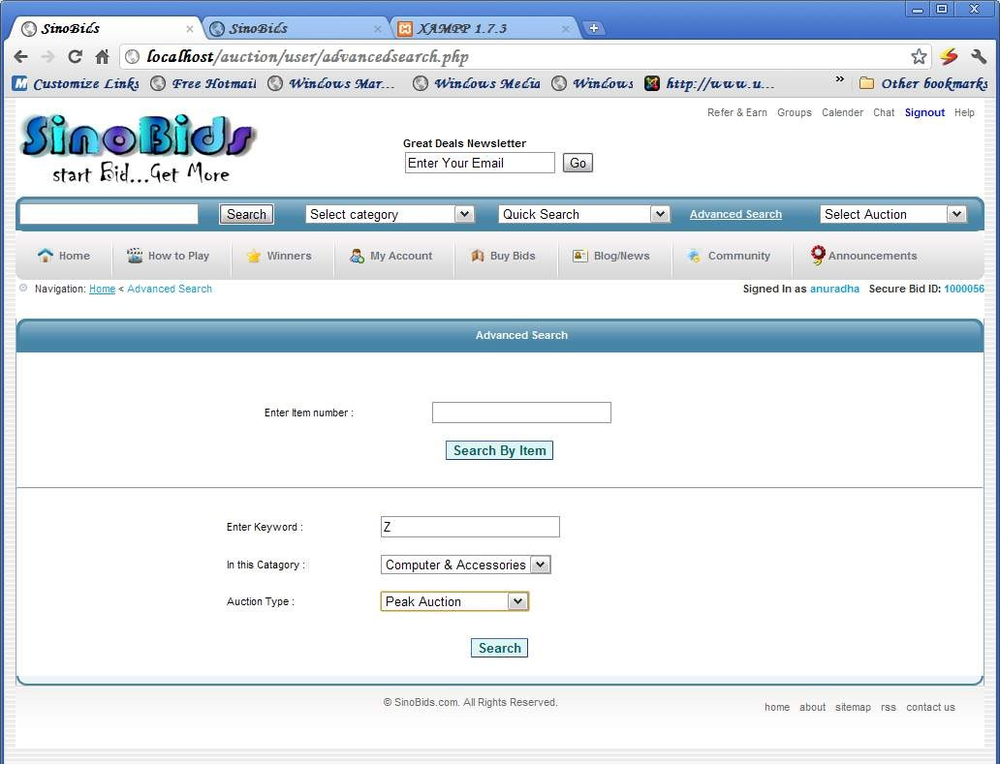 SinoBids SinoBids XAMPP 1.7.3
localhost/auction/user/advancedsearch.php
Customize Links Free Hotmail Windows Mar... Windows Media Windows http://www.u... » Other bookmarks
Refer & Earn Groups Calender Chat Signout Help
SinoBids
start Bid...Get More
Great Deals Newsletter
Enter Your Email Go
Search Select category Quick Search Advanced Search Select Auction
Home How to Play Winners My Account Buy Bids Blog/News Community Announcements
Navigation: Home < Advanced Search Signed In as anuradha Secure Bid ID: 1000056
Advanced Search
Enter Item number :
Search By Item
Enter Keyword : Z
In this Catagory : Computer & Accessories
Auction Type : Peak Auction
Search
© SinoBids.com. All Rights Reserved.
home about sitemap rss contact us